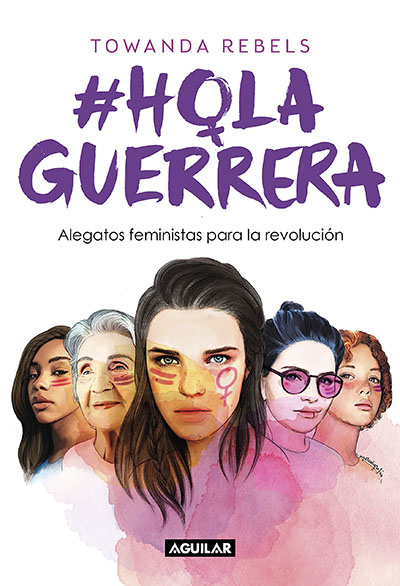 TOWANDA REBELS
#HOLA
GUERRERA
Alegatos feministas para la revolución
AGUILAR